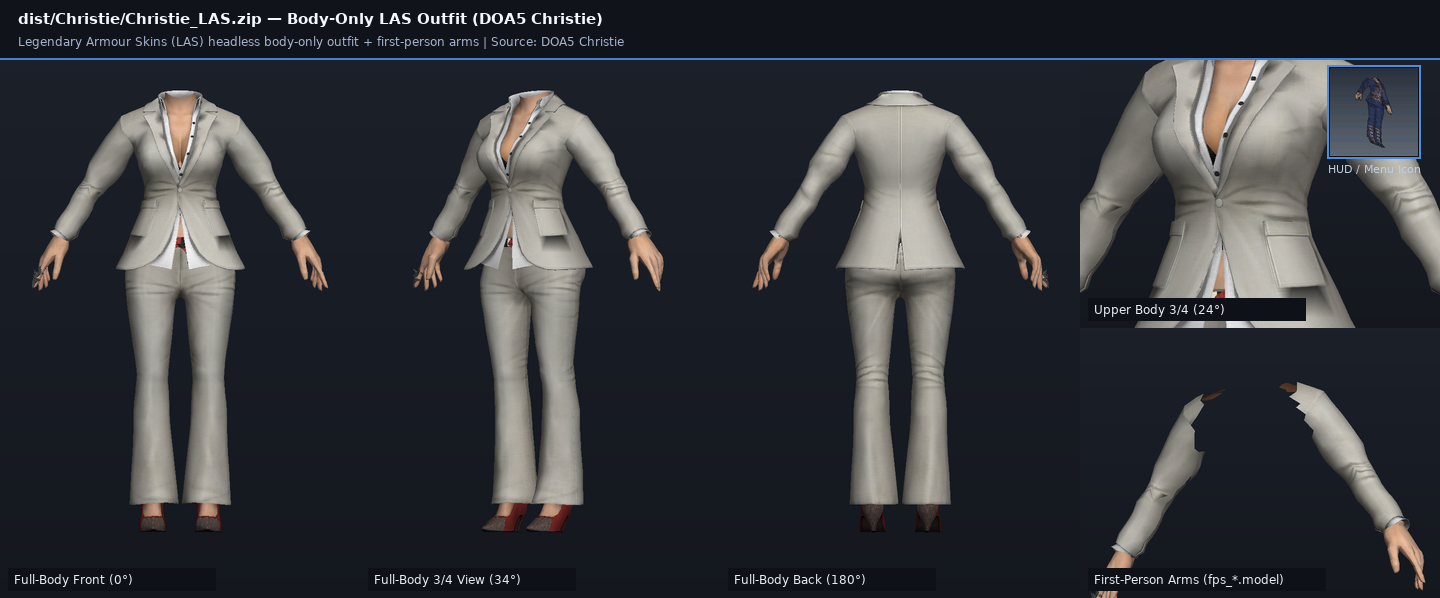 dist/Christie/Christie_LAS.zip — Body-Only LAS Outfit (DOA5 Christie)
Legendary Armour Skins (LAS) headless body-only outfit + first-person arms | Source: DOA5 Christie
HUD / Menu Icon
Upper Body 3/4 (24°)
Full-Body Front (0°)
Full-Body 3/4 View (34°)
Full-Body Back (180°)
First-Person Arms (fps_*.model)